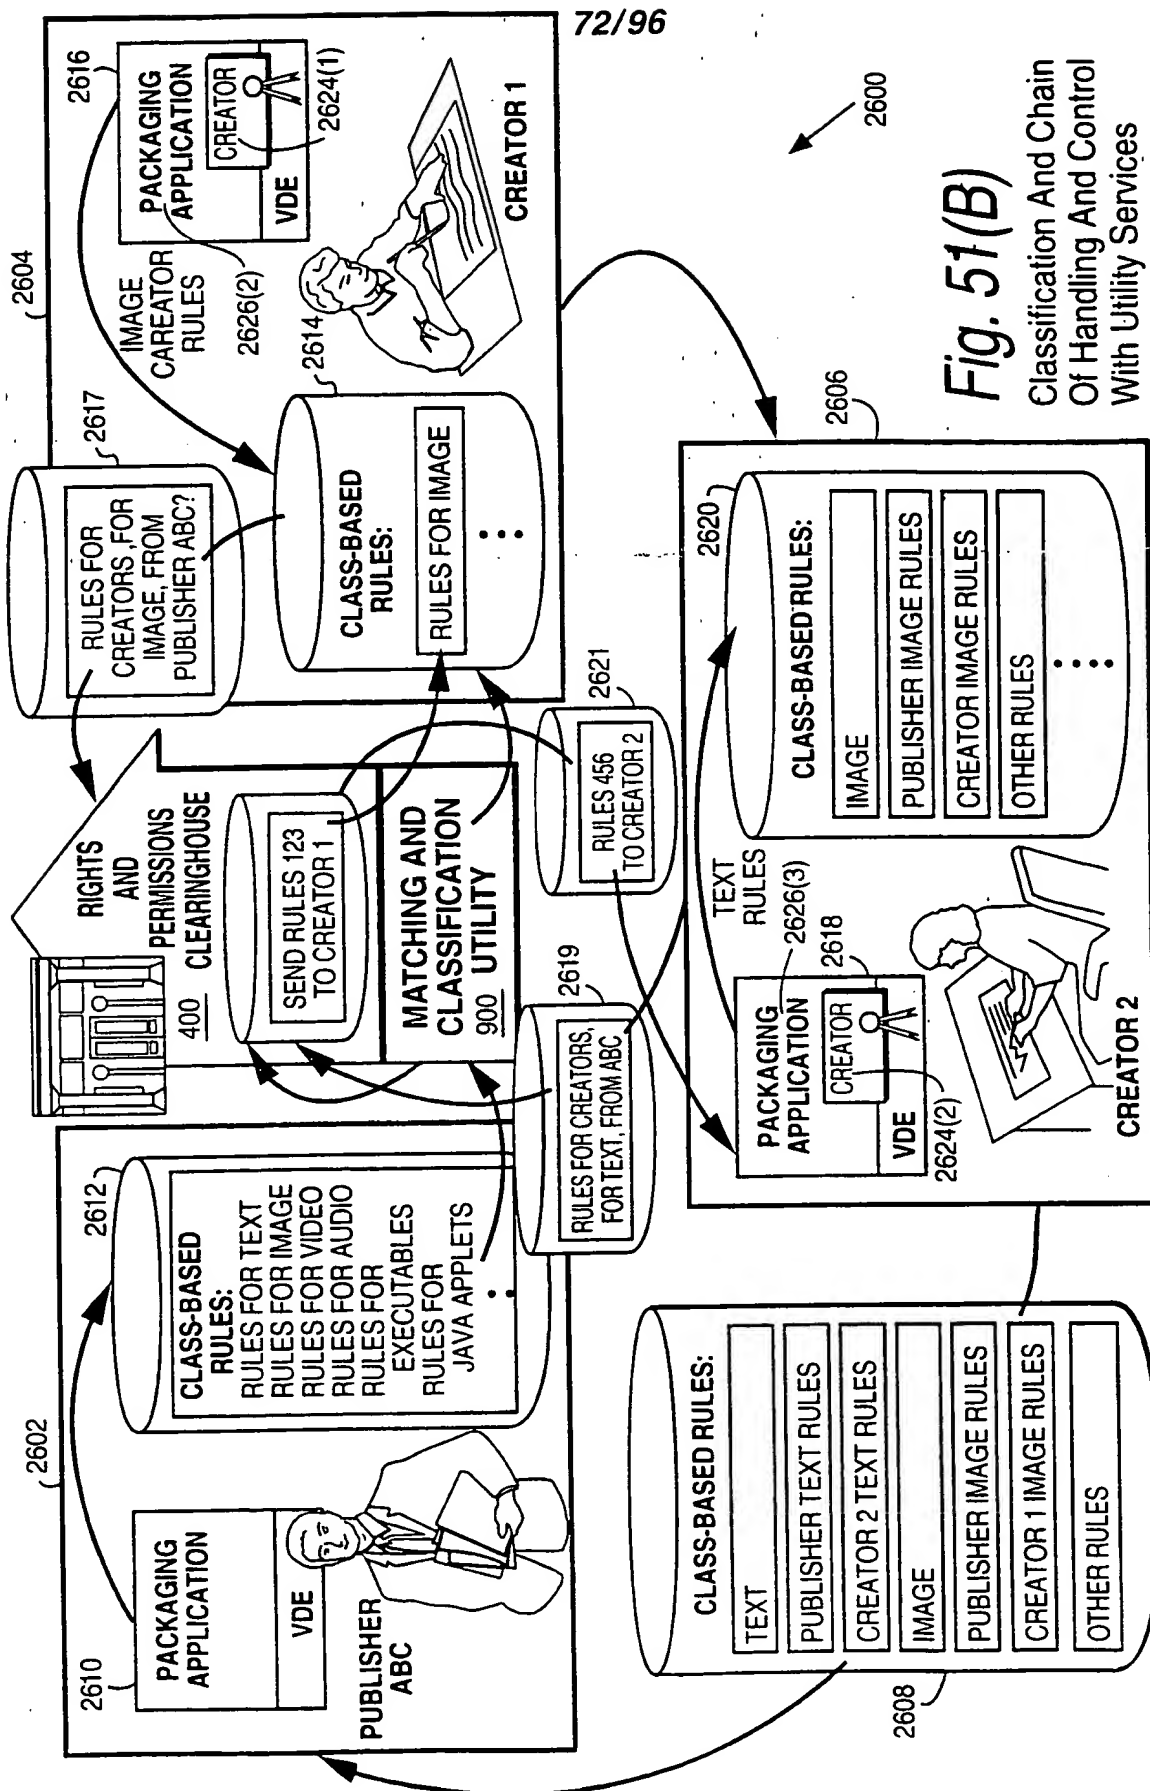 72/96
2602
2610
PACKAGING
APPLICATION
VDE
PUBLISHER
ABC
2612
CLASS-BASED
RULES:
RULES FOR TEXT
RULES FOR IMAGE
RULES FOR VIDEO
RULES FOR AUDIO
RULES FOR
EXECUTABLES
RULES FOR
JAVA APPLETS
RIGHTS
AND
PERMISSIONS
CLEARINGHOUSE
400
SEND RULES 123
TO CREATOR 1
MATCHING AND
CLASSIFICATION
900 UTILITY
2617
RULES FOR
CREATORS ,FOR
IMAGE, FROM
PUBLISHER ABC?
2604
IMAGE
CAREATOR
RULES
2626(2)
2616
PACKAGING
APPLICATION
CREATOR
VDE
2624(1)
2614
CLASS-BASED
RULES:
RULES FOR IMAGE
CREATOR 1
2619
RULES FOR CREATORS,
FOR TEXT, FROM ABC
2621
RULES 456
TO CREATOR 2
2608
CLASS-BASED RULES:
TEXT
PUBLISHER TEXT RULES
CREATOR 2 TEXT RULES
IMAGE
PUBLISHER IMAGE RULES
CREATOR 1 IMAGE RULES
OTHER RULES
PACKAGING
APPLICATION
2626(3)
CREATOR
2618
VDE
2624(2)
TEXT
RULES
CREATOR 2
2606
2620
CLASS-BASED RULES:
IMAGE
PUBLISHER IMAGE RULES
CREATOR IMAGE RULES
OTHER RULES
2600
Fig. 51(B)
Classification And Chain
Of Handling And Control
With Utility Services